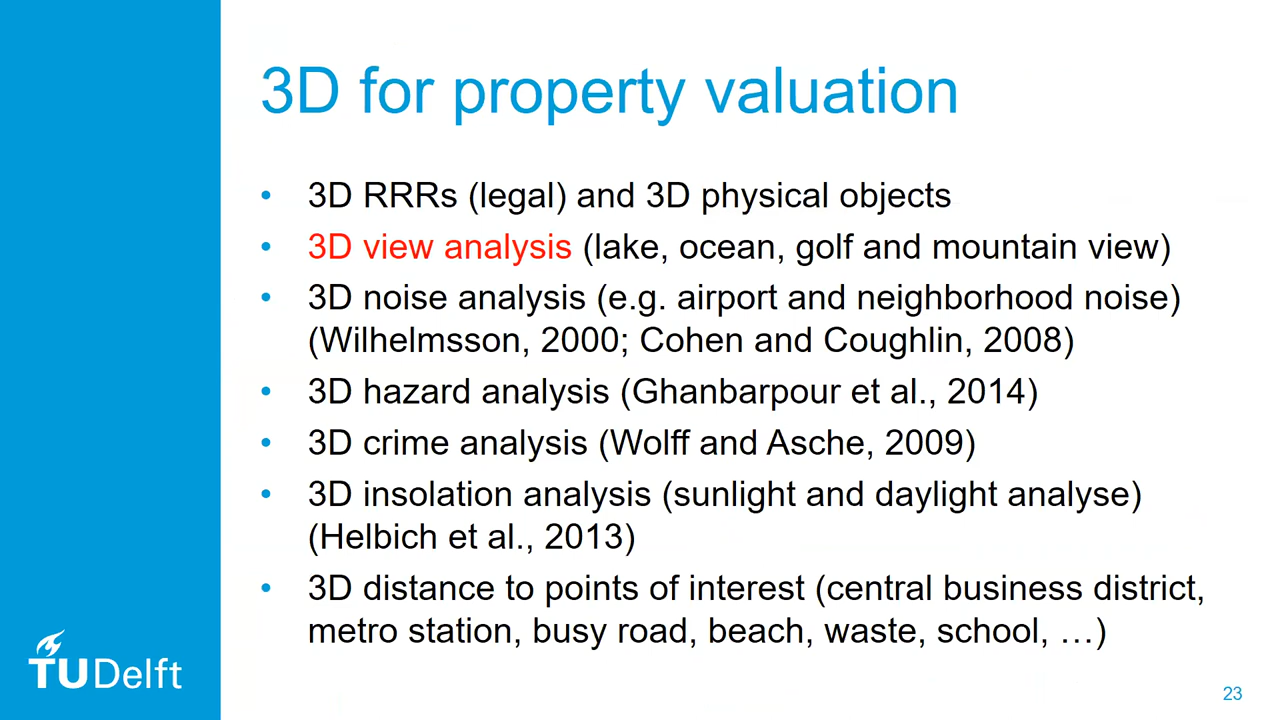 3D for property valuation
• 3D RRRs (legal) and 3D physical objects
• 3D view analysis (lake, ocean, golf and mountain view)
• 3D noise analysis (e.g. airport and neighborhood noise)
(Wilhelmsson, 2000; Cohen and Coughlin, 2008)
• 3D hazard analysis (Ghanbarpour et al., 2014)
• 3D crime analysis (Wolff and Asche, 2009)
• 3D insolation analysis (sunlight and daylight analyse)
(Helbich et al., 2013)
• 3D distance to points of interest (central business district,
metro station, busy road, beach, waste, school, …)
TUDelft
23